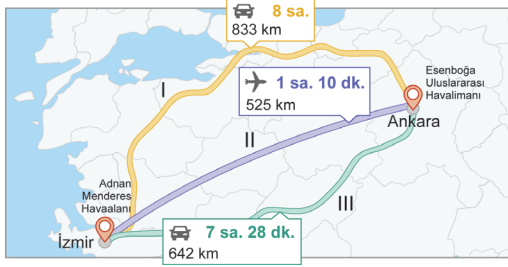 8 sa.
833 km
I
1 sa. 10 dk.
525 km
Esenboğa
Uluslararası
Havalimanı
Ankara
II
Adnan
Menderes
Havaalanı
III
İzmir
7 sa. 28 dk.
642 km